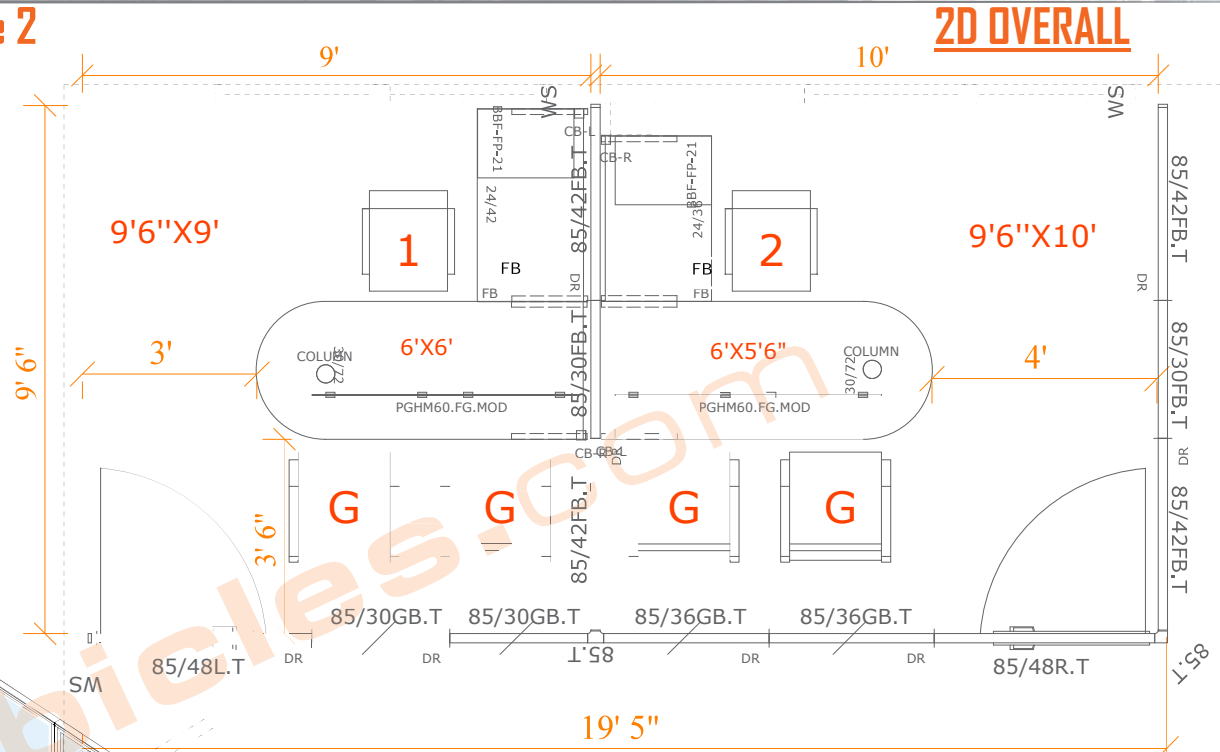 e 2
2D OVERALL
9'
10'
WS
WS
BBF-FP-21
CB-L
CB-R
BBF-FP-21
85/42FB.T
85/42FB.T
24/42
24/36
9'6''X9'
1
2
9'6''X10'
FB
FB
FB
FB
DR
DR
9' 6"
3'
COLUMN
6'X6'
85/30FB.T
6'X5'6"
COLUMN
30/72
4'
85/30FB.T
PGHM60.FG.MOD
PGHM60.FG.MOD
CB-R
DR
DR
G
G
G
G
3' 6"
85/42FB.T
85/42FB.T
85/30GB.T
85/30GB.T
85/36GB.T
85/36GB.T
85/48L.T
DR
DR
85.T
DR
DR
85/48R.T
85.T
WS
19' 5"
bicles.com